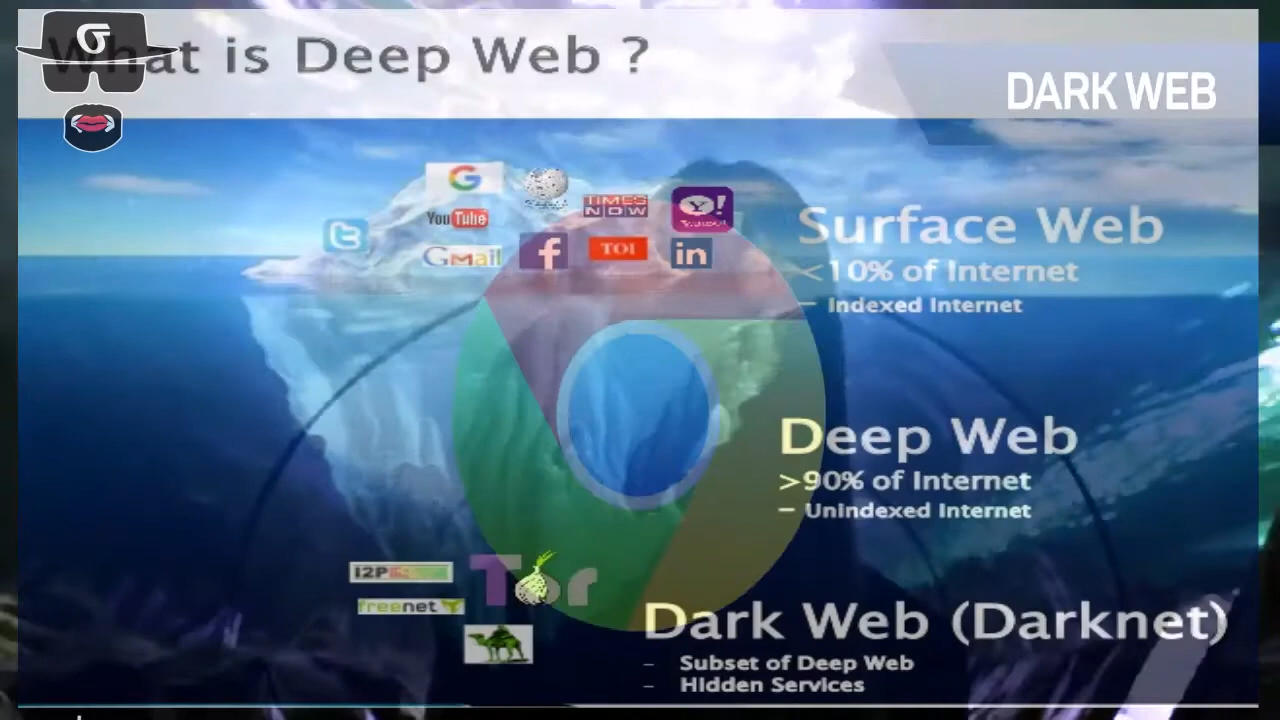 What is Deep Web ?
DARK WEB
G
YouTube
TIMES
NOW
Y!
Gmail
f
TOI
in
Surface Web
<10% of Internet
– Indexed Internet
Deep Web
>90% of Internet
– Unindexed Internet
I2P
Tor
freenet
Dark Web (Darknet)
– Subset of Deep Web
– Hidden Services